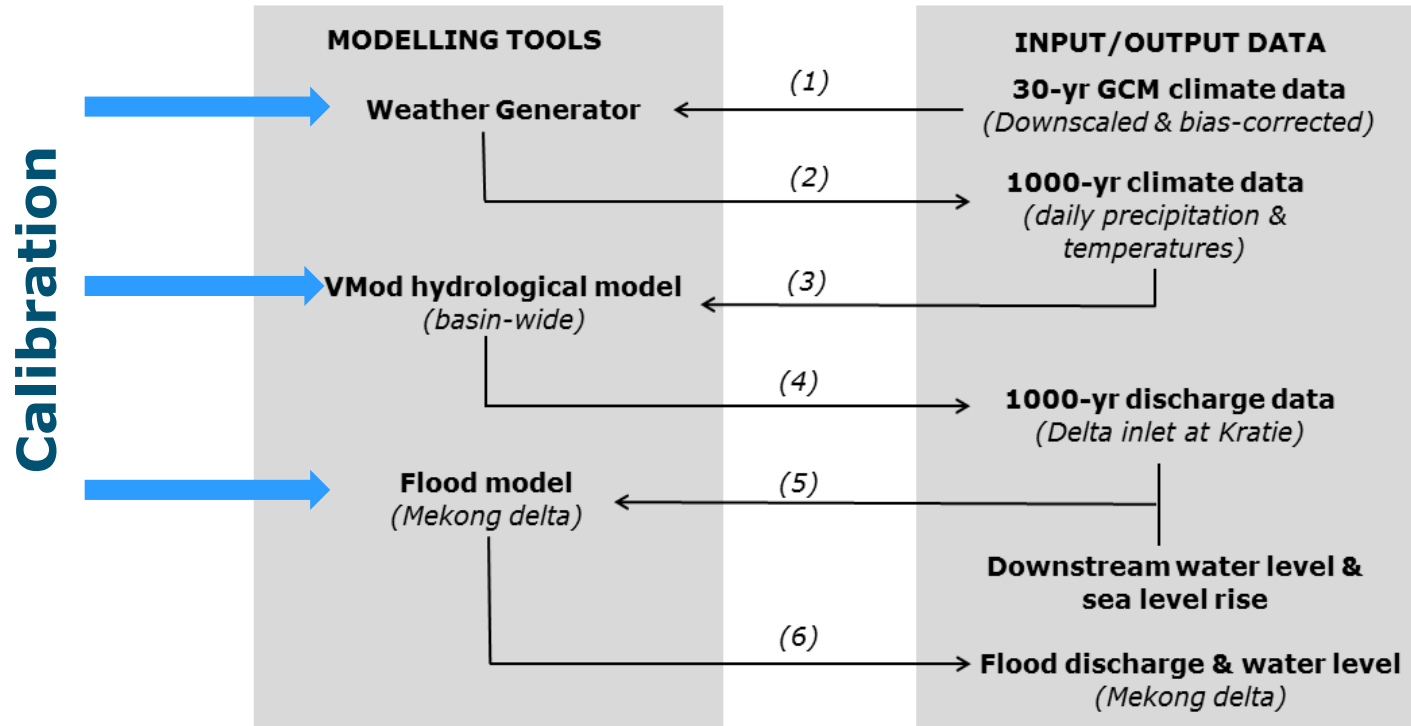 Calibration
MODELLING TOOLS
INPUT/OUTPUT DATA
Weather Generator
(1)
30-yr GCM climate data
(Downscaled & bias-corrected)
(2)
1000-yr climate data
(daily precipitation &
temperatures)
VMod hydrological model
(basin-wide)
(3)
(4)
1000-yr discharge data
(Delta inlet at Kratie)
Flood model
(Mekong delta)
(5)
Downstream water level &
sea level rise
(6)
Flood discharge & water level
(Mekong delta)